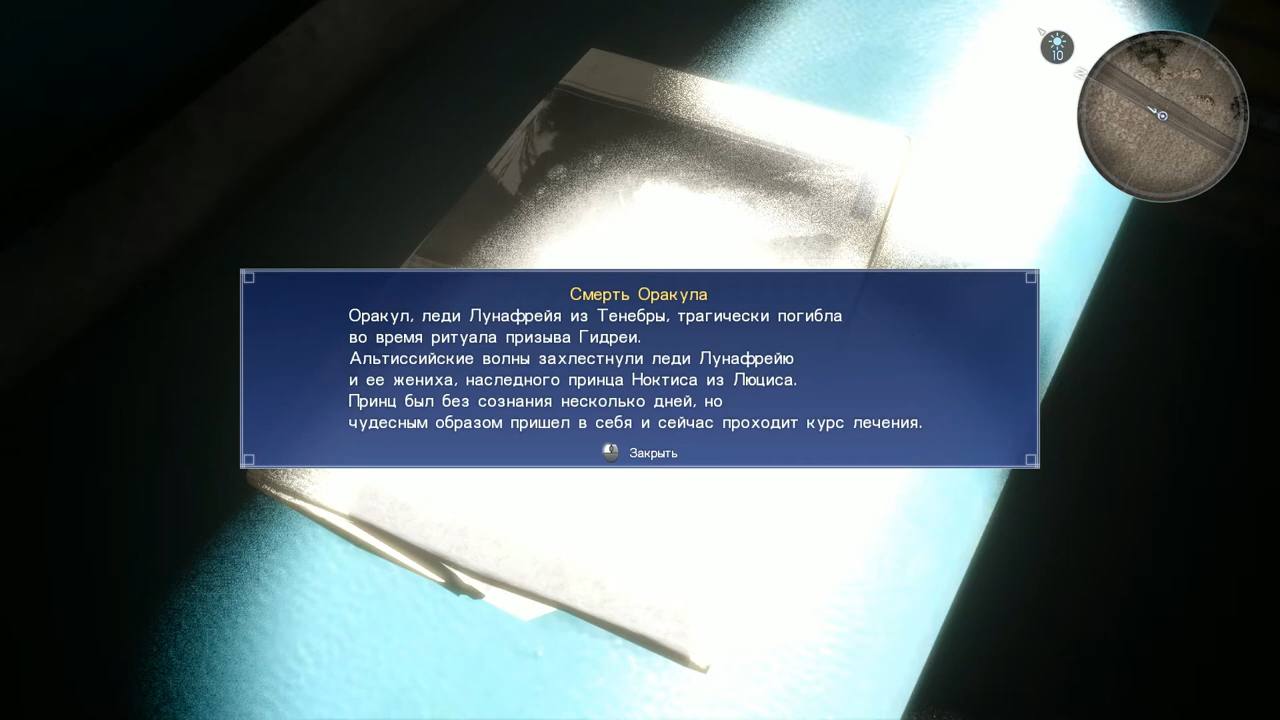 10
N
Смерть Оракула
Оракул, леди Лунафрейя из Тенебры, трагически погибла
во время ритуала призыва Гидреи.
Альтиссийские волны захлестнули леди Лунафрейю
и ее жениха, наследного принца Ноктиса из Люциса.
Принц был без сознания несколько дней, но
чудесным образом пришел в себя и сейчас проходит курс лечения.
Закрыть